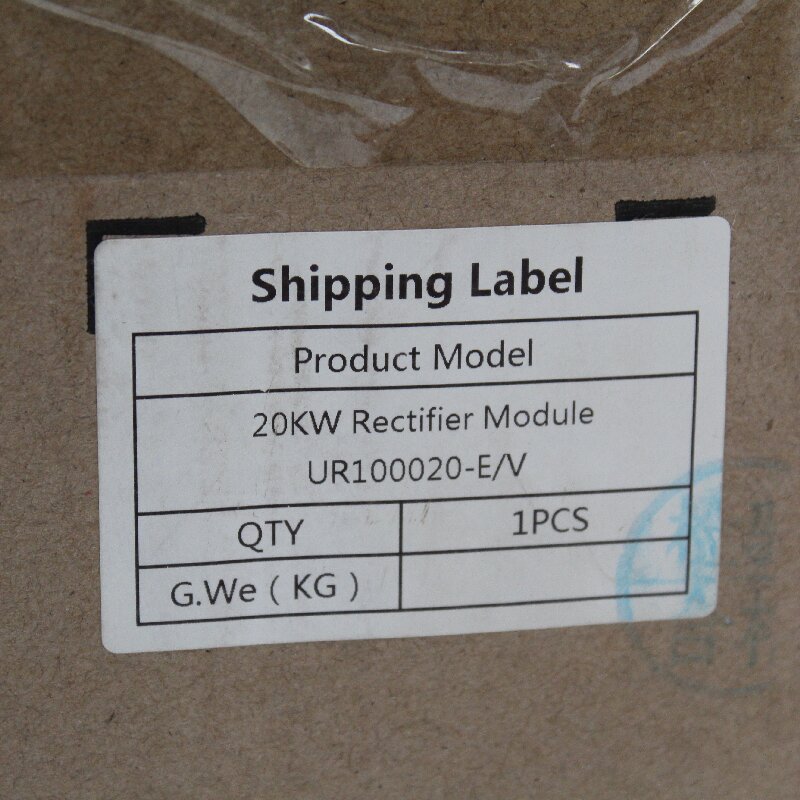 Shipping Label
Product Model
20KW Rectifier Module
UR100020-E/V
QTY 1PCS
G.We ( KG )